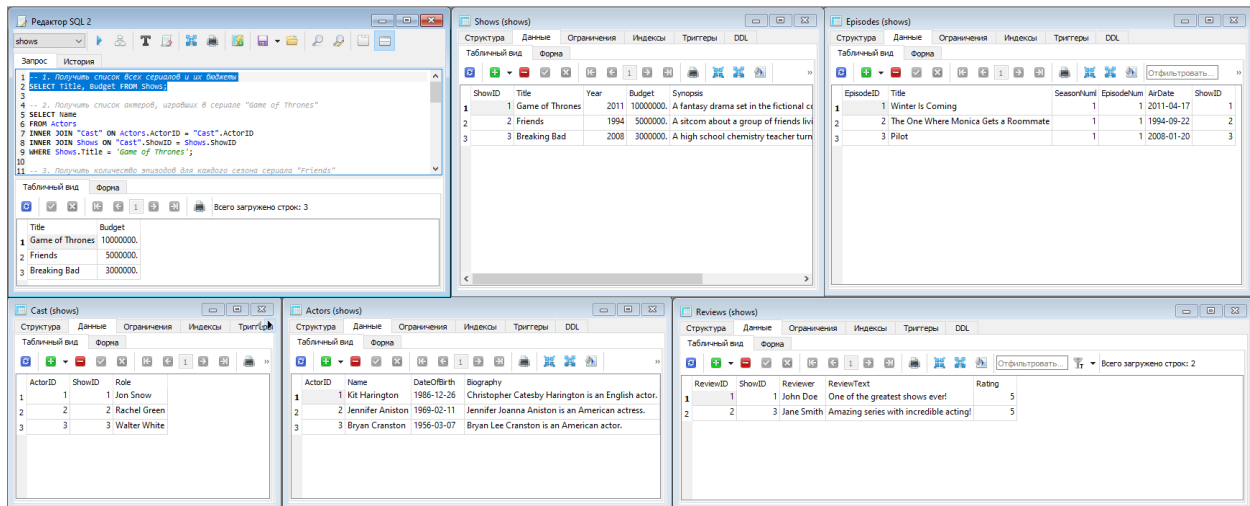 Редактор SQL 2
shows
Запрос История
1 -- 1. Получить список всех сериалов и их бюджеты
2 SELECT Title, Budget FROM Shows;
3
4 -- 2. Получить список актеров, игравших в сериале "Game of Thrones"
5 SELECT Name
6 FROM Actors
7 INNER JOIN "Cast" ON Actors.ActorID = "Cast".ActorID
8 INNER JOIN Shows ON "Cast".ShowID = Shows.ShowID
9 WHERE Shows.Title = 'Game of Thrones';
10
11 -- 3. Получить количество эпизодов для каждого сезона сериала "Friends"
Табличный вид Форма
1 Всего загружено строк: 3
Title Budget
1 Game of Thrones 10000000.
2 Friends 5000000.
3 Breaking Bad 3000000.
Shows (shows)
Структура Данные Ограничения Индексы Триггеры DDL
Табличный вид Форма
1 »
ShowID Title Year Budget Synopsis
1 1 Game of Thrones 2011 10000000. A fantasy drama set in the fictional
2 2 Friends 1994 5000000. A sitcom about a group of friends livi
3 3 Breaking Bad 2008 3000000. A high school chemistry teacher turn
Episodes (shows)
Структура Данные Ограничения Индексы Триггеры DDL
Табличный вид Форма
1 Отфильтровать... »
EpisodeID Title SeasonNuml EpisodeNum AirDate ShowID
1 1 Winter Is Coming 1 1 2011-04-17 1
2 2 The One Where Monica Gets a Roommate 1 1 1994-09-22 2
3 3 Pilot 1 1 2008-01-20 3
Cast (shows)
Структура Данные Ограничения Индексы Триггеры
Табличный вид Форма
1 »
ActorID ShowID Role
1 1 1 Jon Snow
2 2 2 Rachel Green
3 3 3 Walter White
Actors (shows)
Структура Данные Ограничения Индексы Триггеры DDL
Табличный вид Форма
1 »
ActorID Name DateOfBirth Biography
1 1 Kit Harington 1986-12-26 Christopher Catesby Harington is an English actor.
2 2 Jennifer Aniston 1969-02-11 Jennifer Joanna Aniston is an American actress.
3 3 Bryan Cranston 1956-03-07 Bryan Lee Cranston is an American actor.
Reviews (shows)
Структура Данные Ограничения Индексы Триггеры DDL
Табличный вид Форма
1 Отфильтровать... Всего загружено строк: 2
ReviewID ShowID Reviewer ReviewText Rating
1 1 1 John Doe One of the greatest shows ever! 5
2 2 3 Jane Smith Amazing series with incredible acting! 5